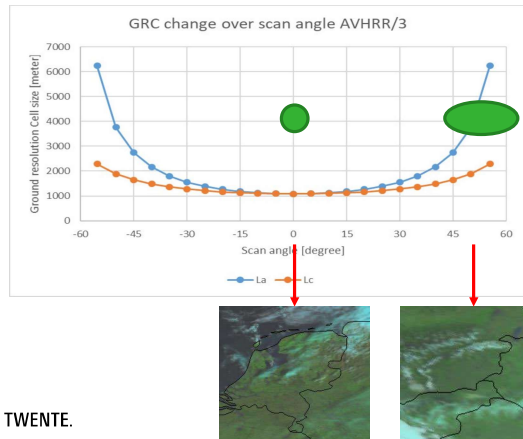 GRC change over scan angle AVHRR/3
Ground resolution Cell size [meter]
7000
6000
5000
4000
3000
2000
1000
0
-60 -45 -30 -15 0 15 30 45 60
Scan angle [degree]
La Lc
TWENTE.